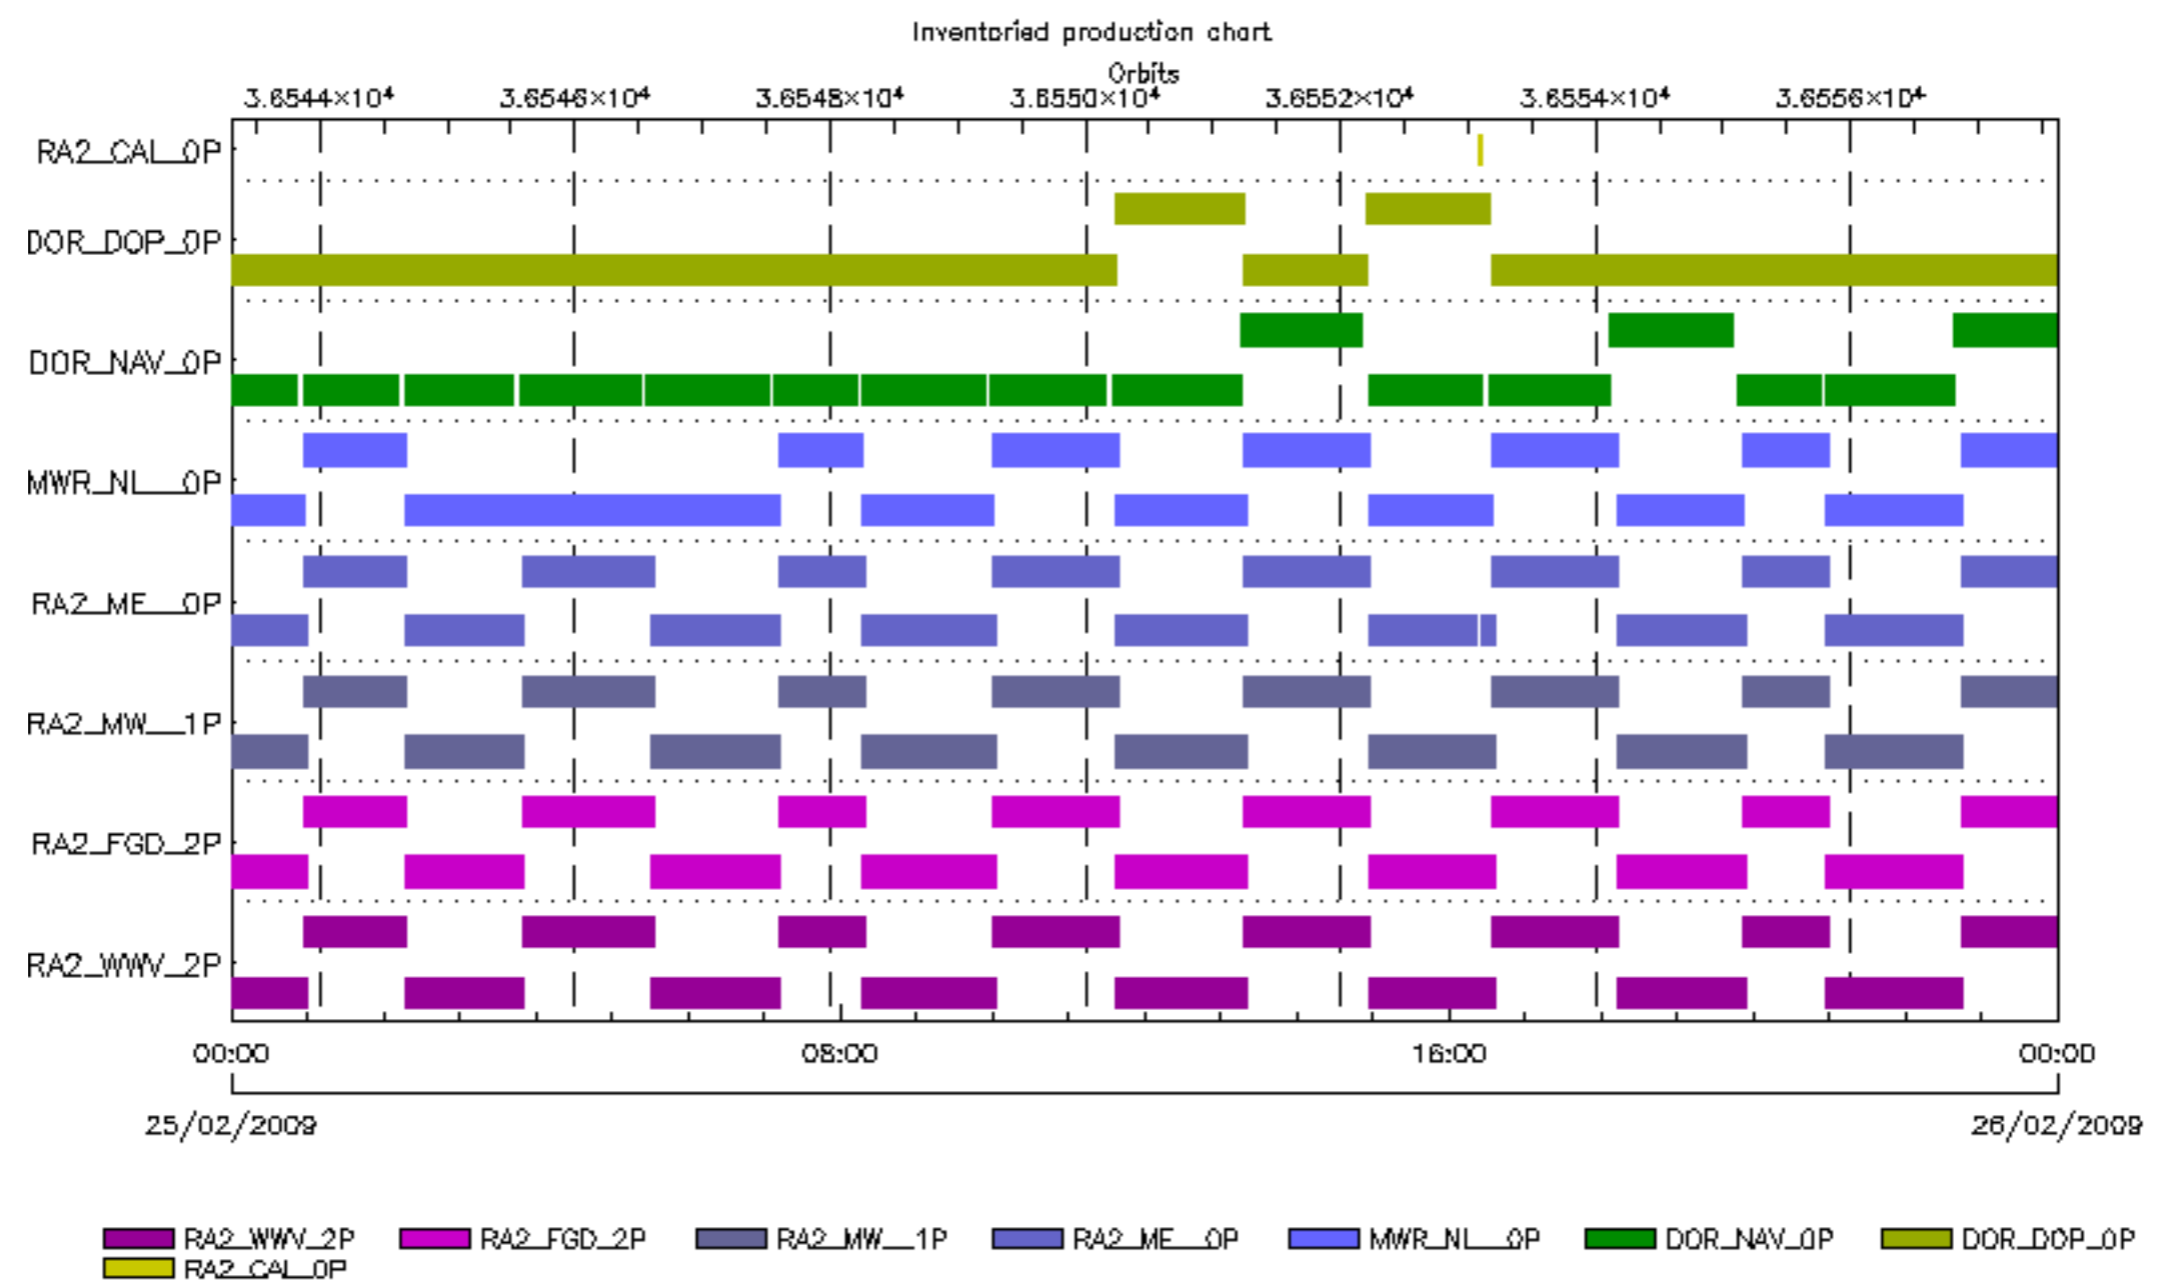 Inventoried production chart
Orbits
3.6544×10⁴ 3.6546×10⁴ 3.6548×10⁴ 3.6550×10⁴ 3.6552×10⁴ 3.6554×10⁴ 3.6556×10⁴
RA2_CAL_0P
DOR_DOP_0P
DOR_NAV_0P
MWR_NL__0P
RA2_ME__0P
RA2_MW__1P
RA2_FGD_2P
RA2_WWV_2P
00:00 08:00 16:00 00:00
25/02/2009 26/02/2009
RA2_WWV_2P RA2_FGD_2P RA2_MW__1P RA2_ME__0P MWR_NL__0P DOR_NAV_0P DOR_DOP_0P
RA2_CAL_0P